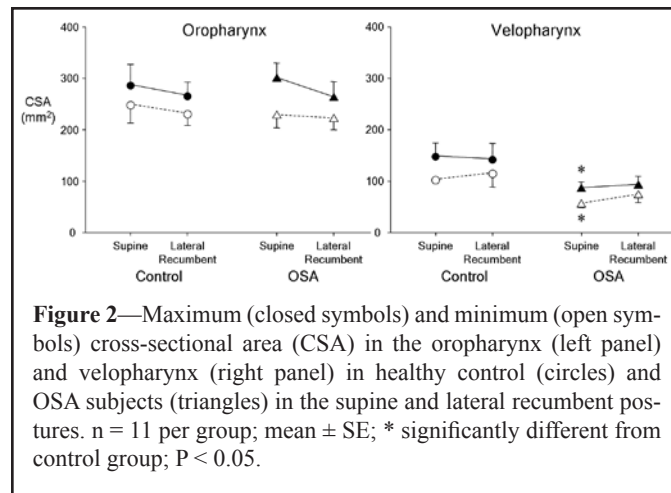 Oropharynx Velopharynx
400 400
300 300
CSA
(mm²)
200 200
100 100
0 0
* 
*
Supine Lateral Recumbent Supine Lateral Recumbent Supine Lateral Recumbent Supine Lateral Recumbent
Control OSA Control OSA
Figure 2—Maximum (closed symbols) and minimum (open sym-
bols) cross-sectional area (CSA) in the oropharynx (left panel)
and velopharynx (right panel) in healthy control (circles) and
OSA subjects (triangles) in the supine and lateral recumbent pos-
tures. n = 11 per group; mean ± SE; * significantly different from
control group; P < 0.05.